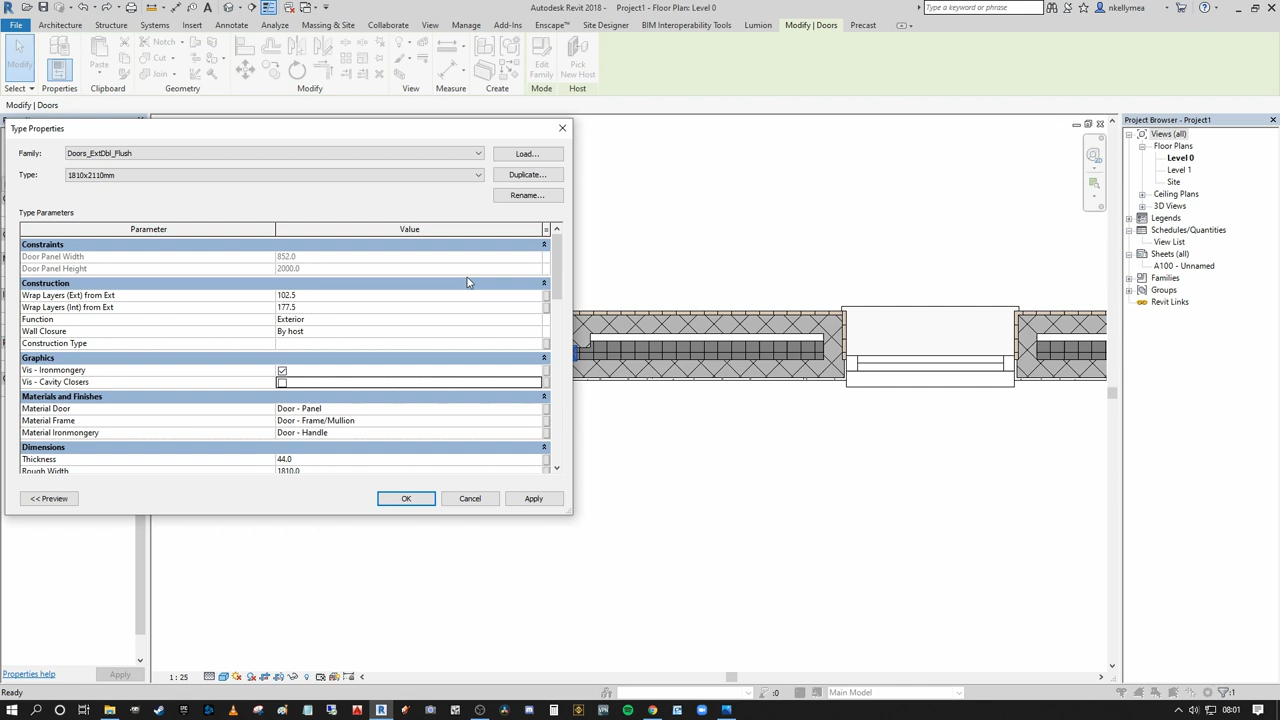 Autodesk Revit 2018 -    Project1 - Floor Plan: Level 0
Type a keyword or phrase
nkellymea
File
Architecture
Structure
Systems
Insert
Annotate
Analyze
Massing & Site
Collaborate
View
Manage
Add-Ins
Enscape™
Site Designer
BIM Interoperability Tools
Lumion
Modify | Doors
Precast
Modify
Paste
Notch
Cut
Join
Edit
Family
Pick
New Host
Select
Properties
Clipboard
Geometry
Modify
View
Measure
Create
Mode
Host
Modify | Doors
Type Properties
Family:
Doors_ExtDbl_Flush
Load...
Type:
1810x2110mm
Duplicate...
Rename...
Type Parameters
Parameter
Value
=
Constraints
Door Panel Width
852.0
Door Panel Height
2000.0
Construction
Wrap Layers (Ext) from Ext
102.5
Wrap Layers (Int) from Ext
177.5
Function
Exterior
Wall Closure
By host
Construction Type
Graphics
Vis - Ironmongery
Vis - Cavity Closers
Materials and Finishes
Material Door
Door - Panel
Material Frame
Door - Frame/Mullion
Material Ironmongery
Door - Handle
Dimensions
Thickness
44.0
Rough Width
1810.0
<< Preview
OK
Cancel
Apply
Project Browser - Project1
Views (all)
Floor Plans
Level 0
Level 1
Site
Ceiling Plans
3D Views
Legends
Schedules/Quantities
View List
Sheets (all)
A100 - Unnamed
Families
Groups
Revit Links
Properties help
Apply
1 : 25
Ready
:0
Main Model
:1
08:01